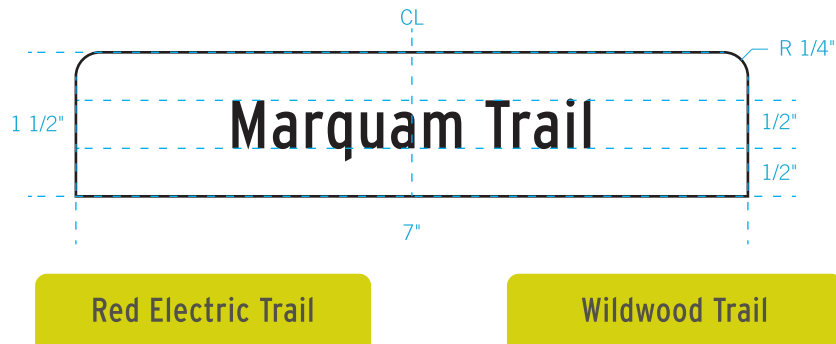 CL
R 1/4"
1 1/2"
Marquam Trail
1/2"
1/2"
7"
Red Electric Trail
Wildwood Trail